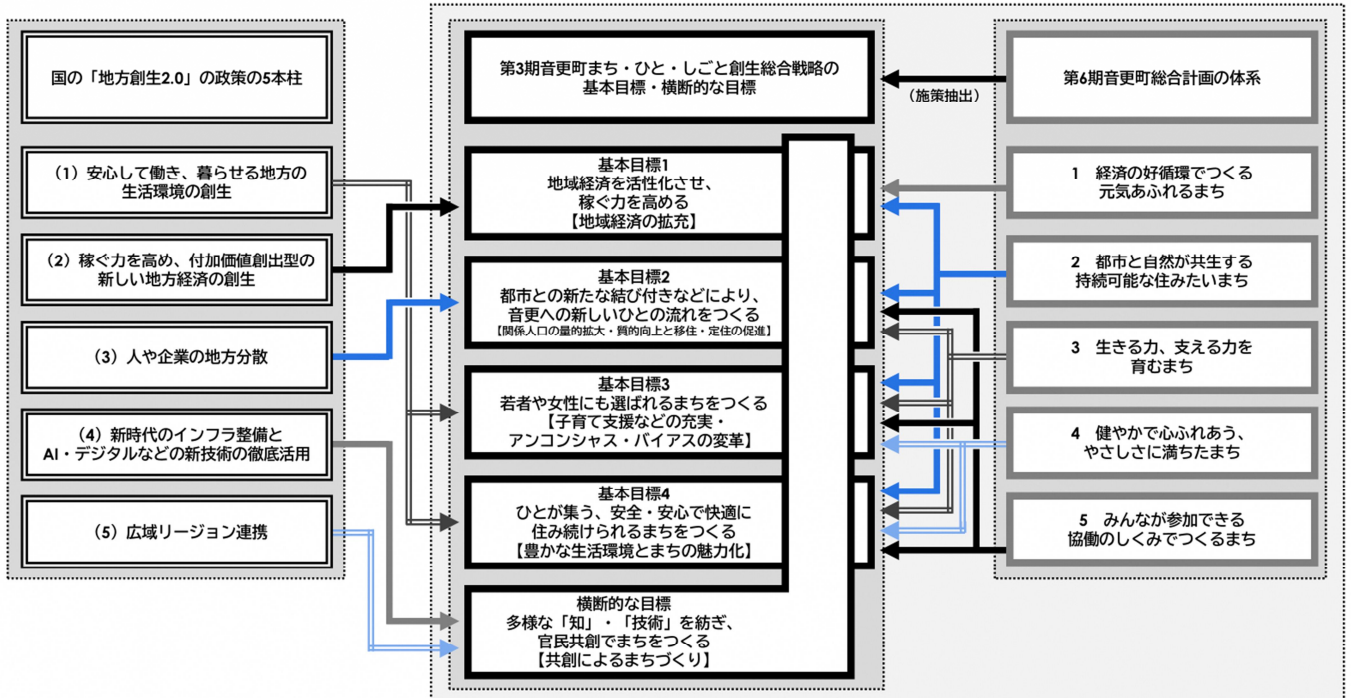 国の「地方創生2.0」の政策の5本柱
（1）安心して働き、暮らせる地方の
生活環境の創生
（2）稼ぐ力を高め、付加価値創出型の
新しい地方経済の創生
（3）人や企業の地方分散
（4）新時代のインフラ整備と
AI・デジタルなどの新技術の徹底活用
（5）広域リージョン連携
第3期音更町まち・ひと・しごと創生総合戦略の
基本目標・横断的な目標
基本目標1
地域経済を活性化させ、
稼ぐ力を高める
【地域経済の拡充】
基本目標2
都市との新たな結び付きなどにより、
音更への新しいひとの流れをつくる
【関係人口の量的拡大・質的向上と移住・定住の促進】
基本目標3
若者や女性にも選ばれるまちをつくる
【子育て支援などの充実・
アンコンシャス・バイアスの変革】
基本目標4
ひとが集う、安全・安心で快適に
住み続けられるまちをつくる
【豊かな生活環境とまちの魅力化】
横断的な目標
多様な「知」・「技術」を紡ぎ、
官民共創でまちをつくる
【共創によるまちづくり】
（施策抽出）
第6期音更町総合計画の体系
1　経済の好循環でつくる
元気あふれるまち
2　都市と自然が共生する
持続可能な住みたいまち
3　生きる力、支える力を
育むまち
4　健やかで心ふれあう、
やさしさに満ちたまち
5　みんなが参加できる
協働のしくみでつくるまち